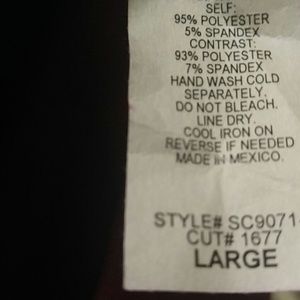 SELF:
95% POLYESTER
5% SPANDEX
CONTRAST:
93% POLYESTER
7% SPANDEX
HAND WASH COLD
SEPARATELY.
DO NOT BLEACH.
LINE DRY.
COOL IRON ON
REVERSE IF NEEDED
MADE IN MEXICO.
STYLE# SC9071
CUT# 1677
LARGE